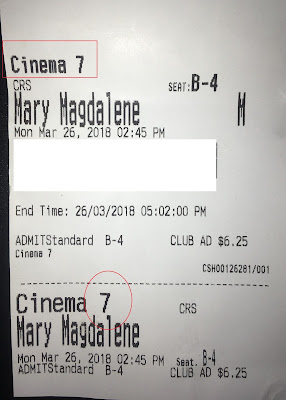 Cinema 7
CRS SEAT: B-4
Mary Magdalene M
Mon Mar 26, 2018 02:45 PM
End Time: 26/03/2018 05:02:00 PM
ADMITStandard B-4 CLUB AD $6.25
Cinema 7
CSH00126281/001
Cinema 7 CRS
Mary Magdalene
Mon Mar 26, 2018 02:45 PM Seat. B-4
ADMITStandard B-4 CLUB AD $6.25